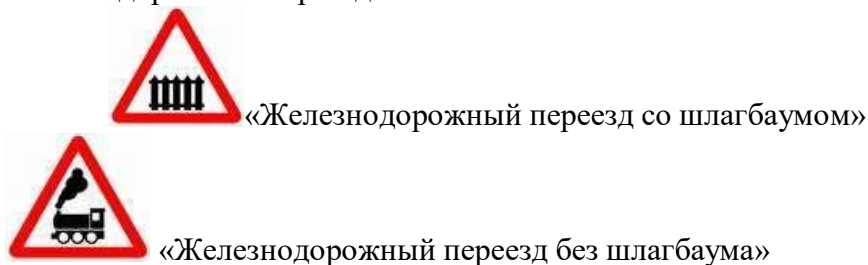 «Железнодорожный переезд со шлагбаумом»
«Железнодорожный переезд без шлагбаума»